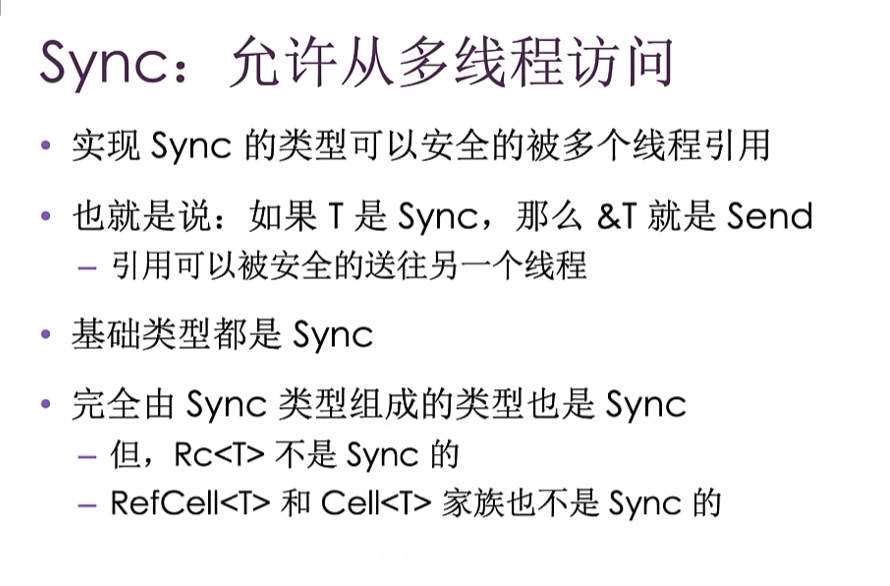 Sync：允许从多线程访问
• 实现 Sync 的类型可以安全的被多个线程引用
• 也就是说：如果 T 是 Sync，那么 &T 就是 Send
– 引用可以被安全的送往另一个线程
• 基础类型都是 Sync
• 完全由 Sync 类型组成的类型也是 Sync
– 但，Rc<T> 不是 Sync 的
– RefCell<T> 和 Cell<T> 家族也不是 Sync 的